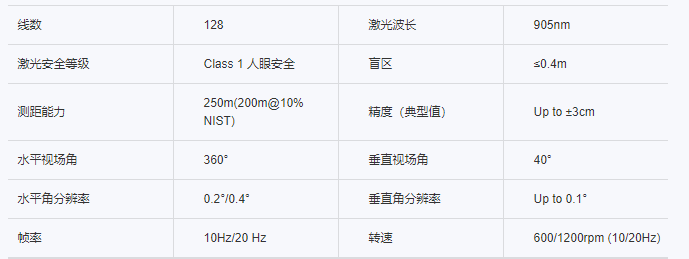 线数 128 激光波长 905nm
激光安全等级 Class 1 人眼安全 盲区 ≤0.4m
测距能力 250m(200m@10% NIST) 精度（典型值） Up to ±3cm
水平视场角 360° 垂直视场角 40°
水平角分辨率 0.2°/0.4° 垂直角分辨率 Up to 0.1°
帧率 10Hz/20 Hz 转速 600/1200rpm (10/20Hz)